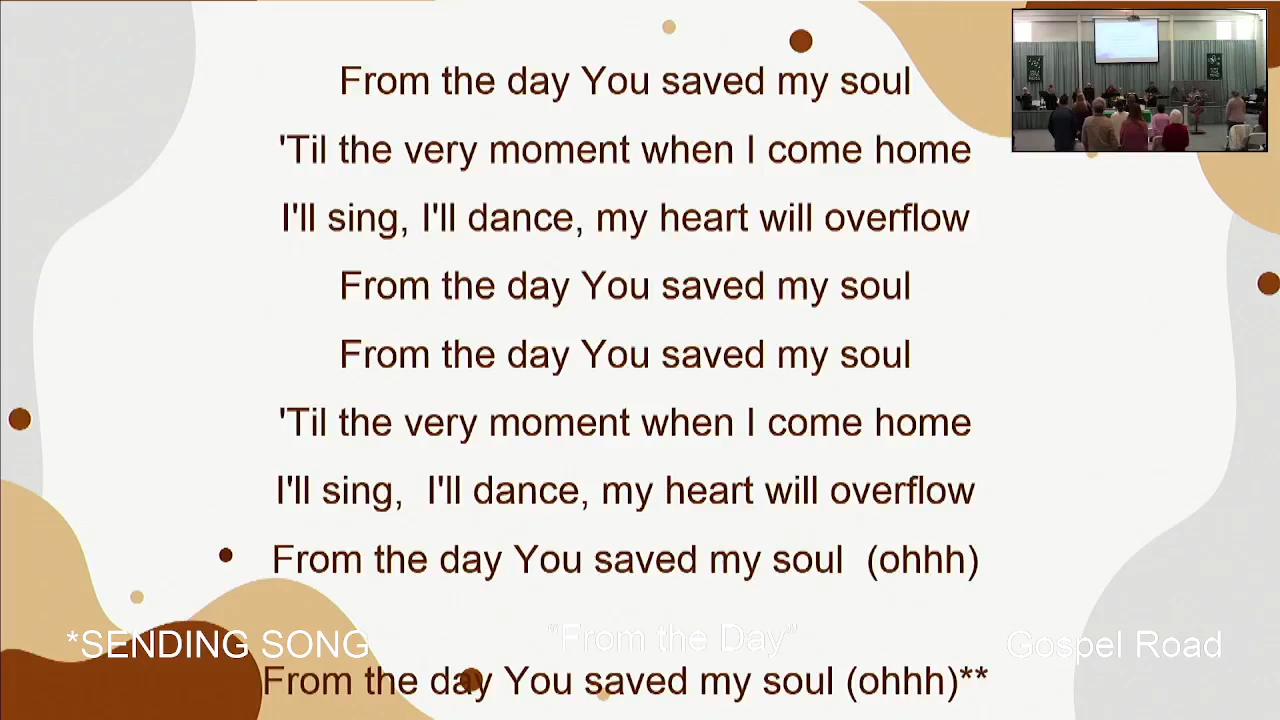 From the day You saved my soul
'Til the very moment when I come home
I'll sing, I'll dance, my heart will overflow
From the day You saved my soul
From the day You saved my soul
'Til the very moment when I come home
I'll sing,  I'll dance, my heart will overflow
• From the day You saved my soul  (ohhh)
*SENDING SONG "From the Day" Gospel Road
From the day You saved my soul (ohhh)**